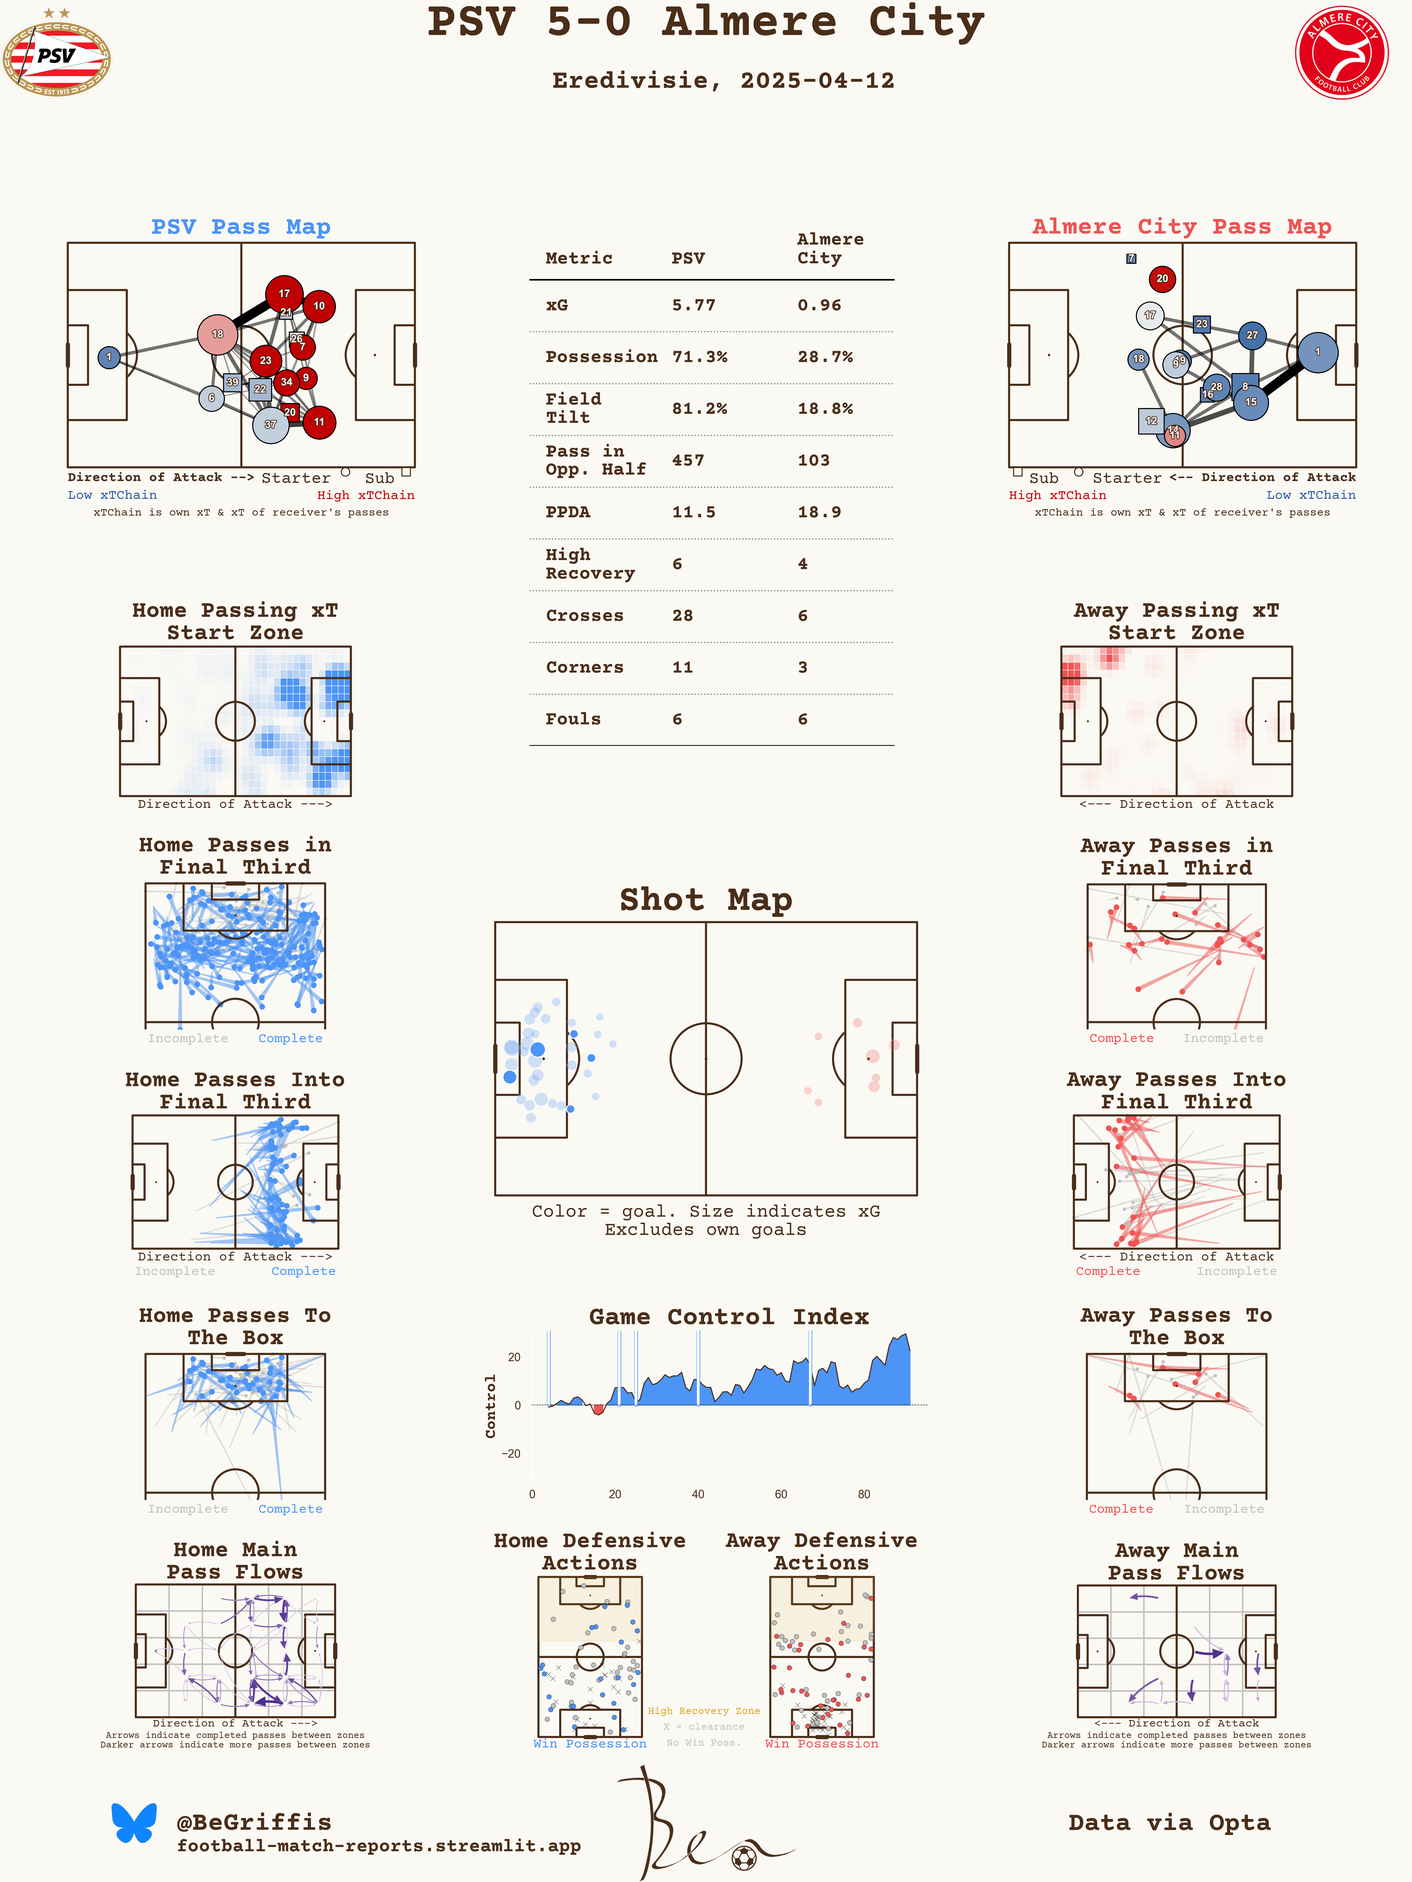 PSV 5-0 Almere City
Eredivisie, 2025-04-12
PSV
EST 1913
ALMERE CITY
FOOTBALL CLUB
PSV Pass Map
1
18
6
17
21
10
26
7
23
39
22
34
9
20
37
11
Direction of Attack --> Starter Sub
Low xTChain High xTChain
xTChain is own xT & xT of receiver's passes
Metric PSV Almere City
xG 5.77 0.96
Possession 71.3% 28.7%
Field Tilt 81.2% 18.8%
Pass in Opp. Half 457 103
PPDA 11.5 18.9
High Recovery 6 4
Crosses 28 6
Corners 11 3
Fouls 6 6
Almere City Pass Map
7
20
17
23
27
1
18
9
28
8
16
15
12
11
Sub Starter <-- Direction of Attack
High xTChain Low xTChain
xTChain is own xT & xT of receiver's passes
Home Passing xT
Start Zone
Direction of Attack --->
Away Passing xT
Start Zone
<--- Direction of Attack
Home Passes in
Final Third
Incomplete Complete
Away Passes in
Final Third
Complete Incomplete
Shot Map
Color = goal. Size indicates xG
Excludes own goals
Home Passes Into
Final Third
Direction of Attack --->
Incomplete Complete
Away Passes Into
Final Third
<--- Direction of Attack
Complete Incomplete
Home Passes To
The Box
Incomplete Complete
Game Control Index
Control
20
0
−20
0 20 40 60 80
Away Passes To
The Box
Complete Incomplete
Home Main
Pass Flows
Direction of Attack --->
Arrows indicate completed passes between zones
Darker arrows indicate more passes between zones
Home Defensive
Actions
Win Possession
High Recovery Zone
X = clearance
No Win Poss.
Away Defensive
Actions
Win Possession
Away Main
Pass Flows
<--- Direction of Attack
Arrows indicate completed passes between zones
Darker arrows indicate more passes between zones
@BeGriffis
football-match-reports.streamlit.app
Ben
Data via Opta